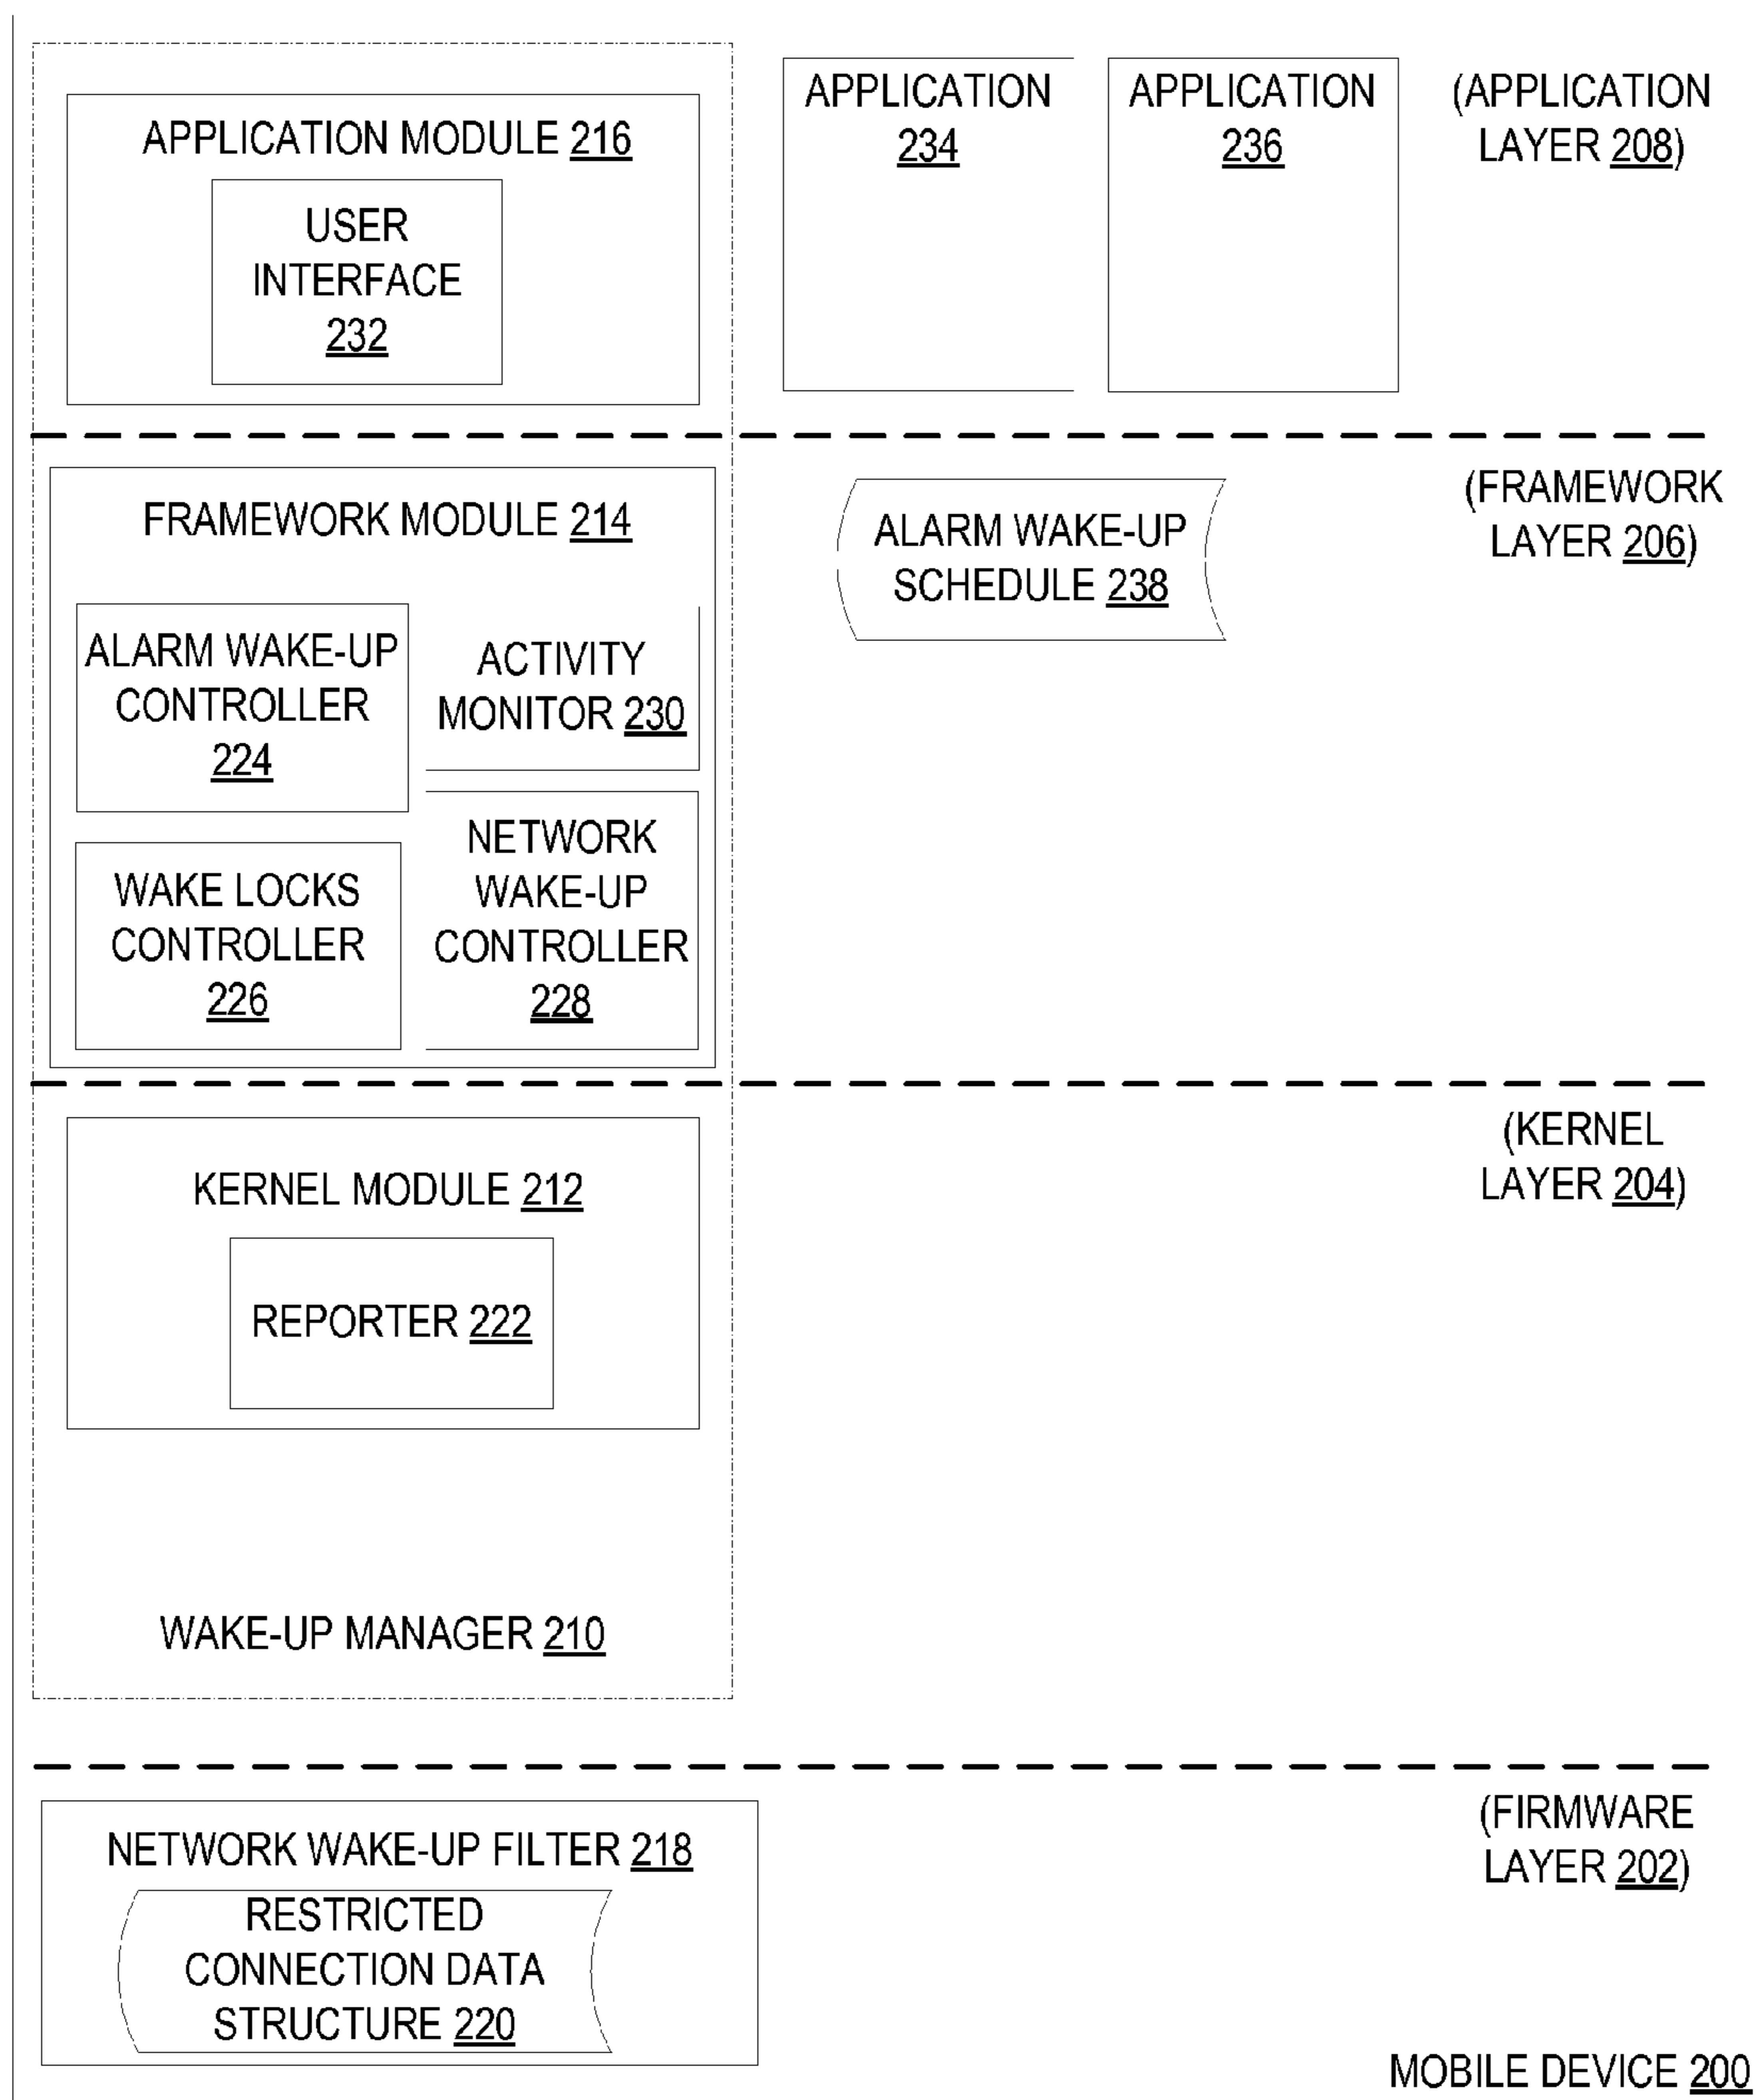 APPLICATION MODULE 216
USER
INTERFACE
232
APPLICATION
234
APPLICATION
236
(APPLICATION
LAYER 208)
FRAMEWORK MODULE 214
ALARM WAKE-UP
CONTROLLER
224
ACTIVITY
MONITOR 230
WAKE LOCKS
CONTROLLER
226
NETWORK
WAKE-UP
CONTROLLER
228
ALARM WAKE-UP
SCHEDULE 238
(FRAMEWORK
LAYER 206)
KERNEL MODULE 212
REPORTER 222
(KERNEL
LAYER 204)
WAKE-UP MANAGER 210
NETWORK WAKE-UP FILTER 218
RESTRICTED
CONNECTION DATA
STRUCTURE 220
(FIRMWARE
LAYER 202)
MOBILE DEVICE 200